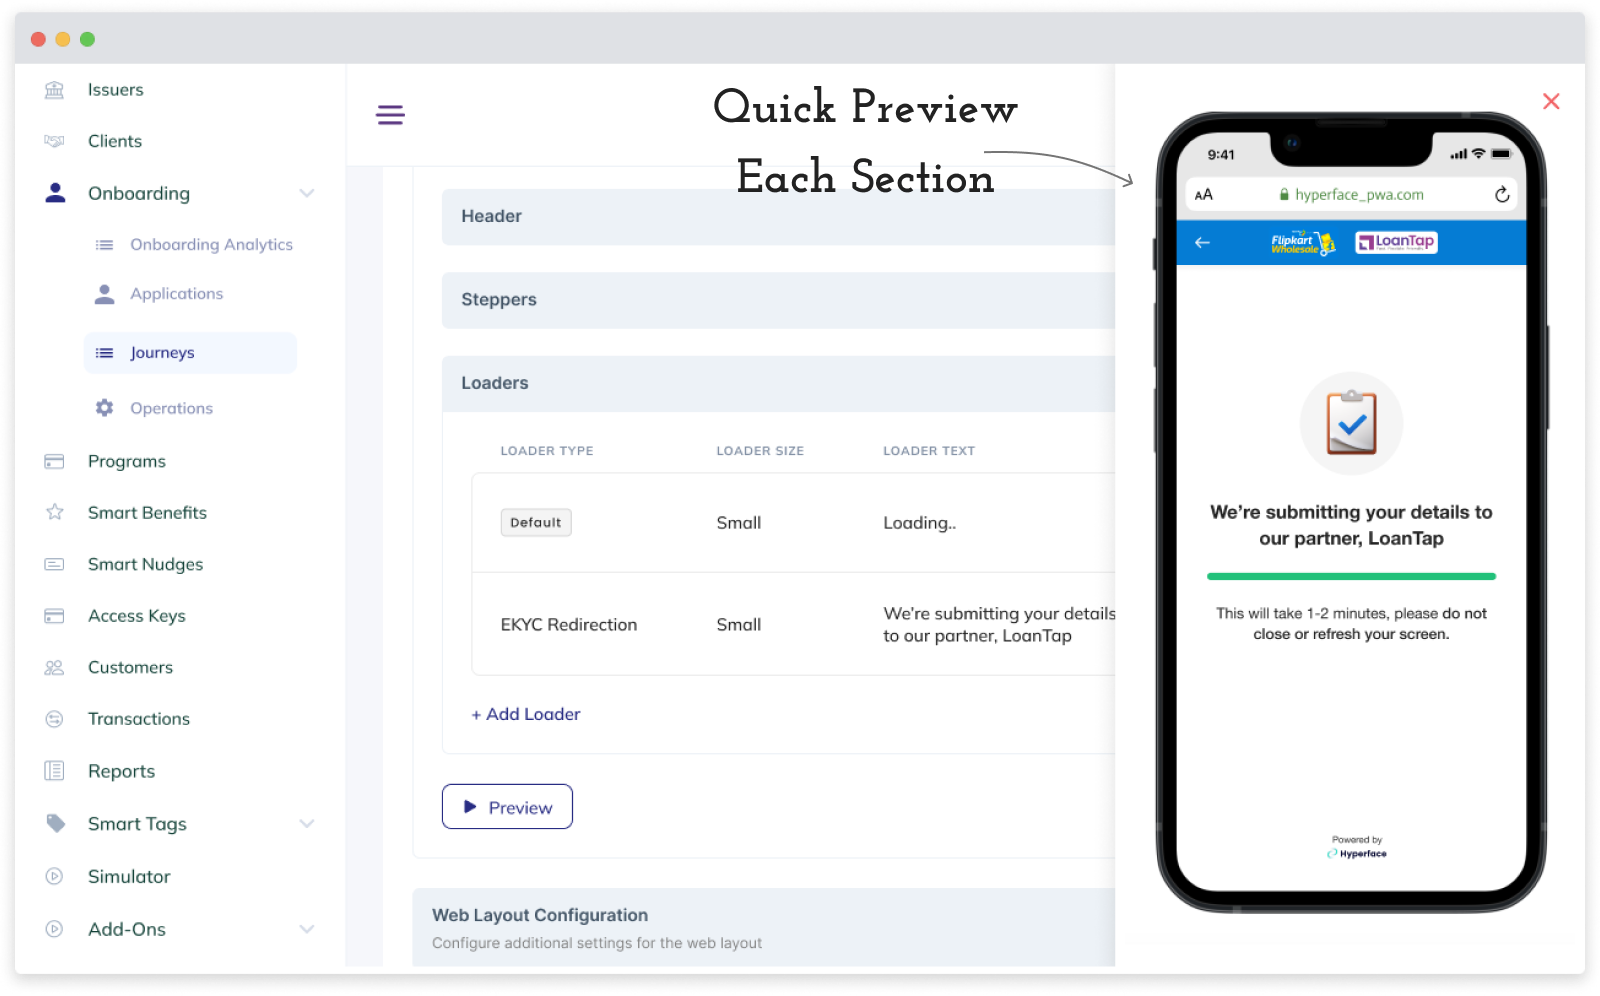 Issuers
Clients
Onboarding
Onboarding Analytics
Applications
Journeys
Operations
Programs
Smart Benefits
Smart Nudges
Access Keys
Customers
Transactions
Reports
Smart Tags
Simulator
Add-Ons
Quick Preview
Each Section
Header
Steppers
Loaders
LOADER TYPE LOADER SIZE LOADER TEXT
Default Small Loading..
EKYC Redirection Small We're submitting your details
to our partner, LoanTap
+ Add Loader
Preview
Web Layout Configuration
Configure additional settings for the web layout
9:41
AA hyperface_pwa.com
Flipkart
Wholesale
LoanTap
We're submitting your details to
our partner, LoanTap
This will take 1-2 minutes, please do not
close or refresh your screen.
Powered by
Hyperface